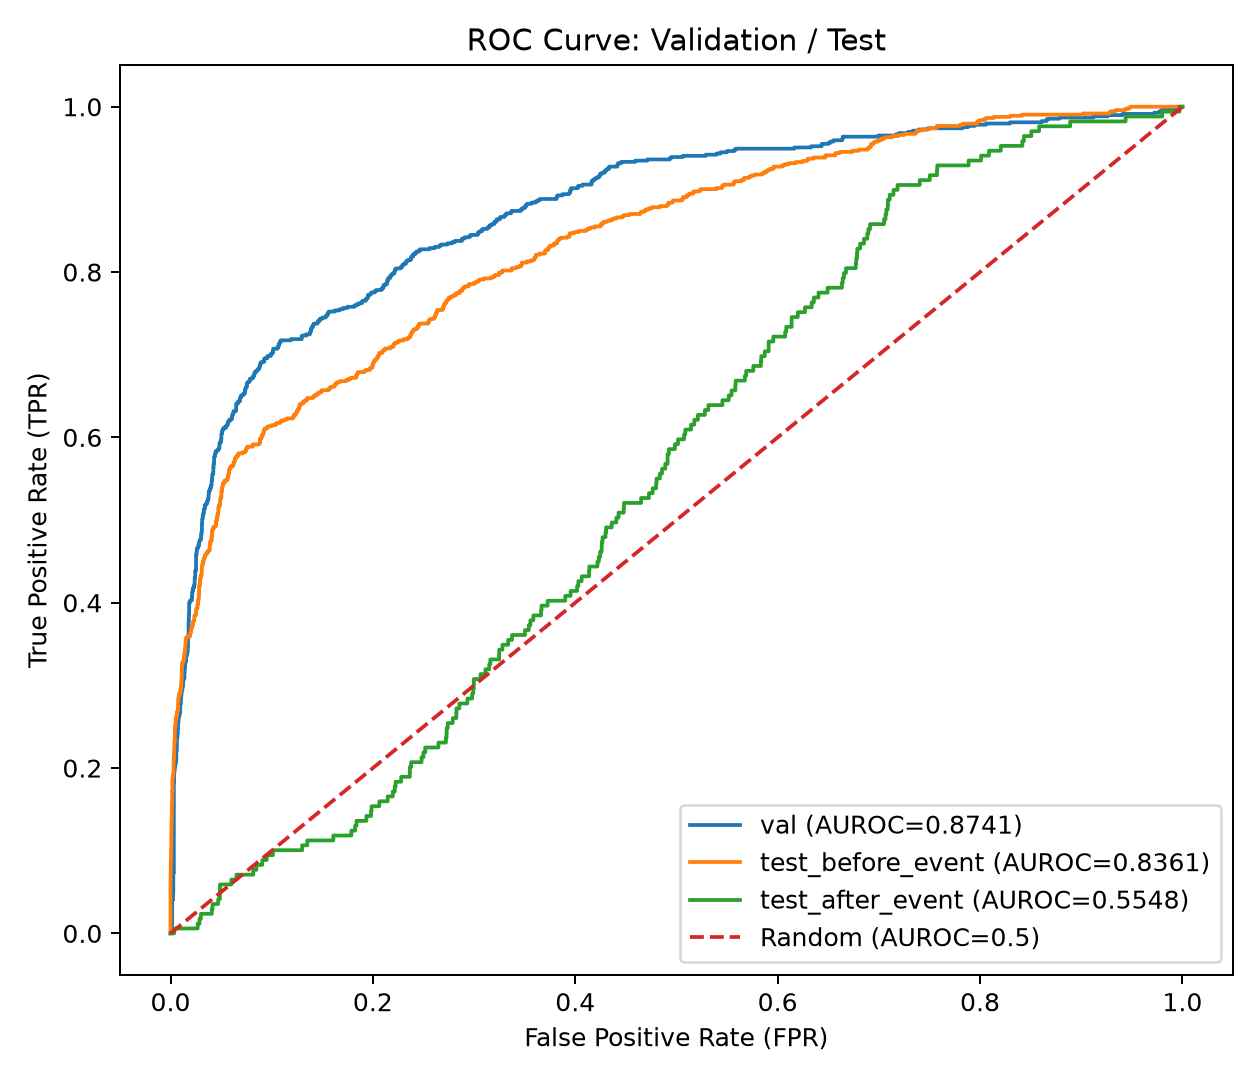 ROC Curve: Validation / Test
True Positive Rate (TPR)
1.0
0.8
0.6
0.4
0.2
0.0
val (AUROC=0.8741)
test_before_event (AUROC=0.8361)
test_after_event (AUROC=0.5548)
Random (AUROC=0.5)
0.0 0.2 0.4 0.6 0.8 1.0
False Positive Rate (FPR)